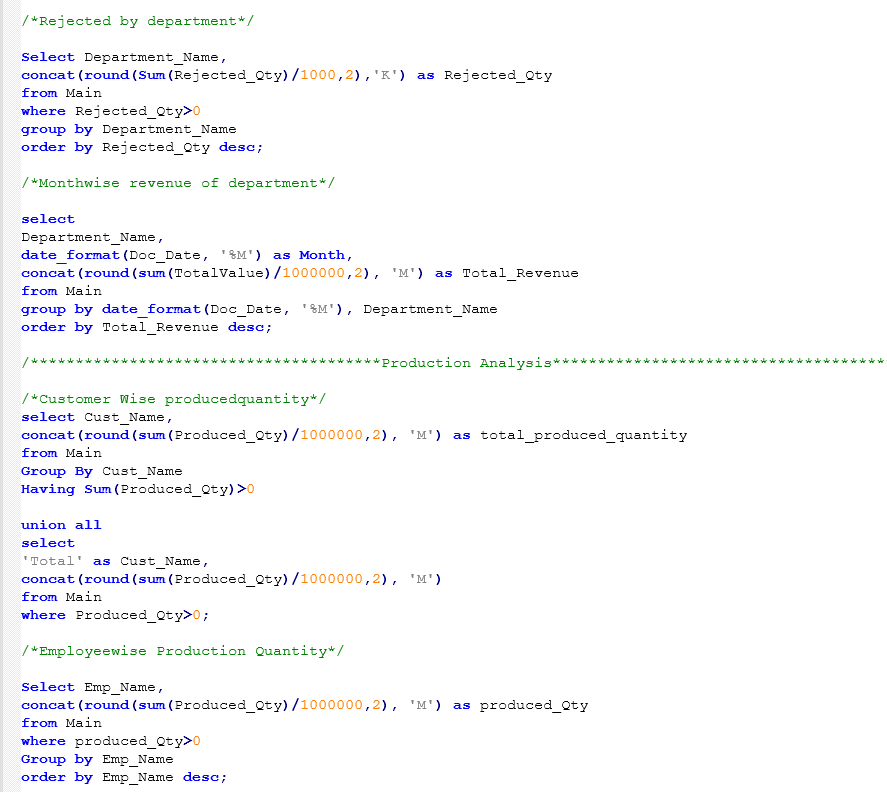 /*Rejected by department*/
Select Department_Name,
concat(round(Sum(Rejected_Qty)/1000,2),'K') as Rejected_Qty
from Main
where Rejected_Qty>0
group by Department_Name
order by Rejected_Qty desc;
/*Monthwise revenue of department*/
select
Department_Name,
date_format(Doc_Date, '%M') as Month,
concat(round(sum(TotalValue)/1000000,2), 'M') as Total_Revenue
from Main
group by date_format(Doc_Date, '%M'), Department_Name
order by Total_Revenue desc;
/***************************************Production Analysis*************************************
/*Customer Wise producedquantity*/
select Cust_Name,
concat(round(sum(Produced_Qty)/1000000,2), 'M') as total_produced_quantity
from Main
Group By Cust_Name
Having Sum(Produced_Qty)>0
union all
select
'Total' as Cust_Name,
concat(round(sum(Produced_Qty)/1000000,2), 'M')
from Main
where Produced_Qty>0;
/*Employeewise Production Quantity*/
Select Emp_Name,
concat(round(sum(Produced_Qty)/1000000,2), 'M') as produced_Qty
from Main
where produced_Qty>0
Group by Emp_Name
order by Emp_Name desc;